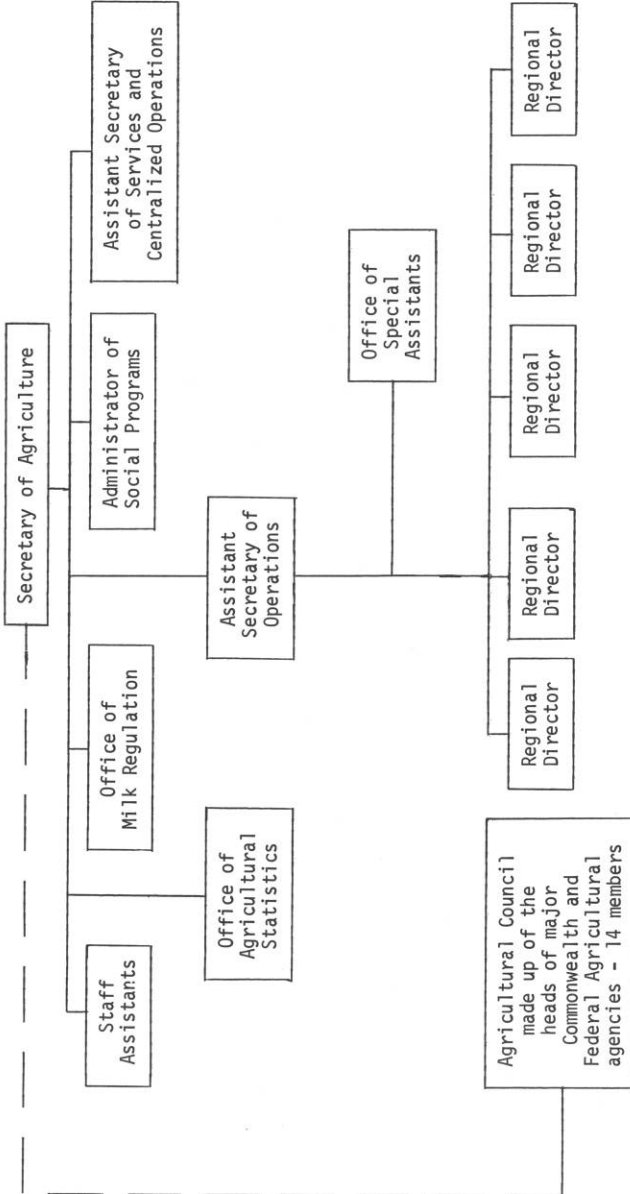 Secretary of Agriculture
Staff
Assistants
Office of
Milk Regulation
Administrator of
Social Programs
Assistant Secretary
of Services and
Centralized Operations
Office of
Agricultural
Statistics
Assistant
Secretary of
Operations
Office of
Special
Assistants
Agricultural Council
made up of the
heads of major
Commonwealth and
Federal Agricultural
agencies - 14 members
Regional
Director
Regional
Director
Regional
Director
Regional
Director
Regional
Director